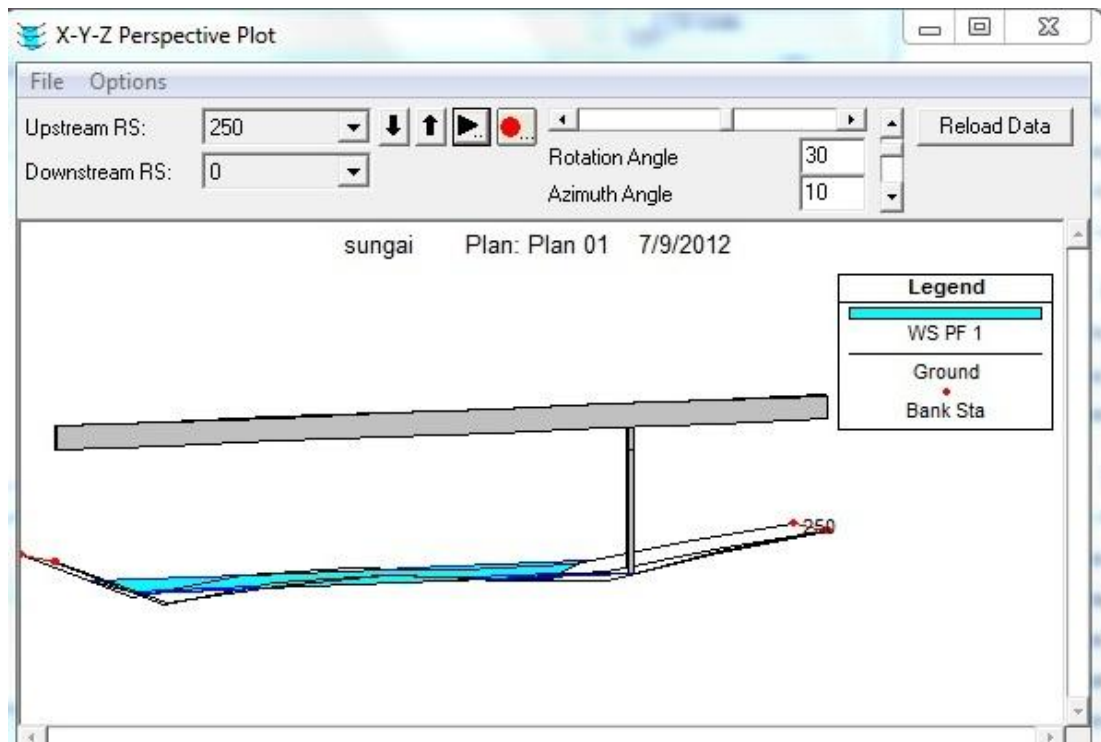 X-Y-Z Perspective Plot
File Options
Upstream RS: 250
Downstream RS: 0
Rotation Angle 30
Azimuth Angle 10
Reload Data
sungai Plan: Plan 01 7/9/2012
Legend
WS PF 1
Ground
Bank Sta
250